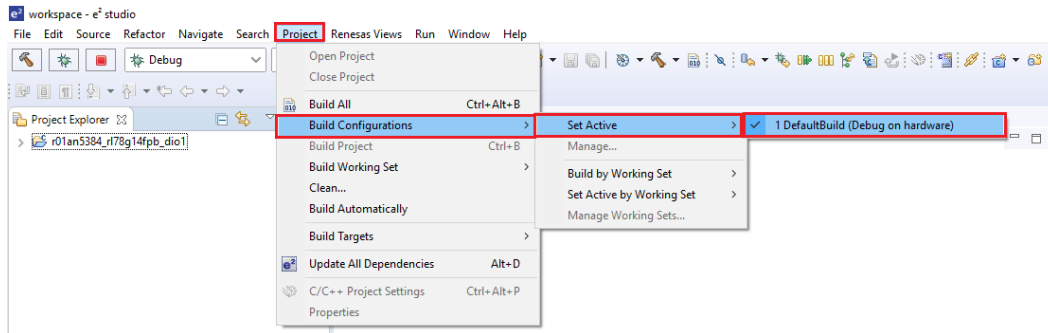 e² workspace - e² studio
File Edit Source Refactor Navigate Search Project Renesas Views Run Window Help
Debug
Project Explorer
r01an5384_rl78g14fpb_dio1
Open Project
Close Project
Build All Ctrl+Alt+B
Build Configurations
Build Project Ctrl+B
Build Working Set
Clean...
Build Automatically
Build Targets
e² Update All Dependencies Alt+D
C/C++ Project Settings Ctrl+Alt+P
Properties
Set Active
Manage...
Build by Working Set
Set Active by Working Set
Manage Working Sets...
1 DefaultBuild (Debug on hardware)